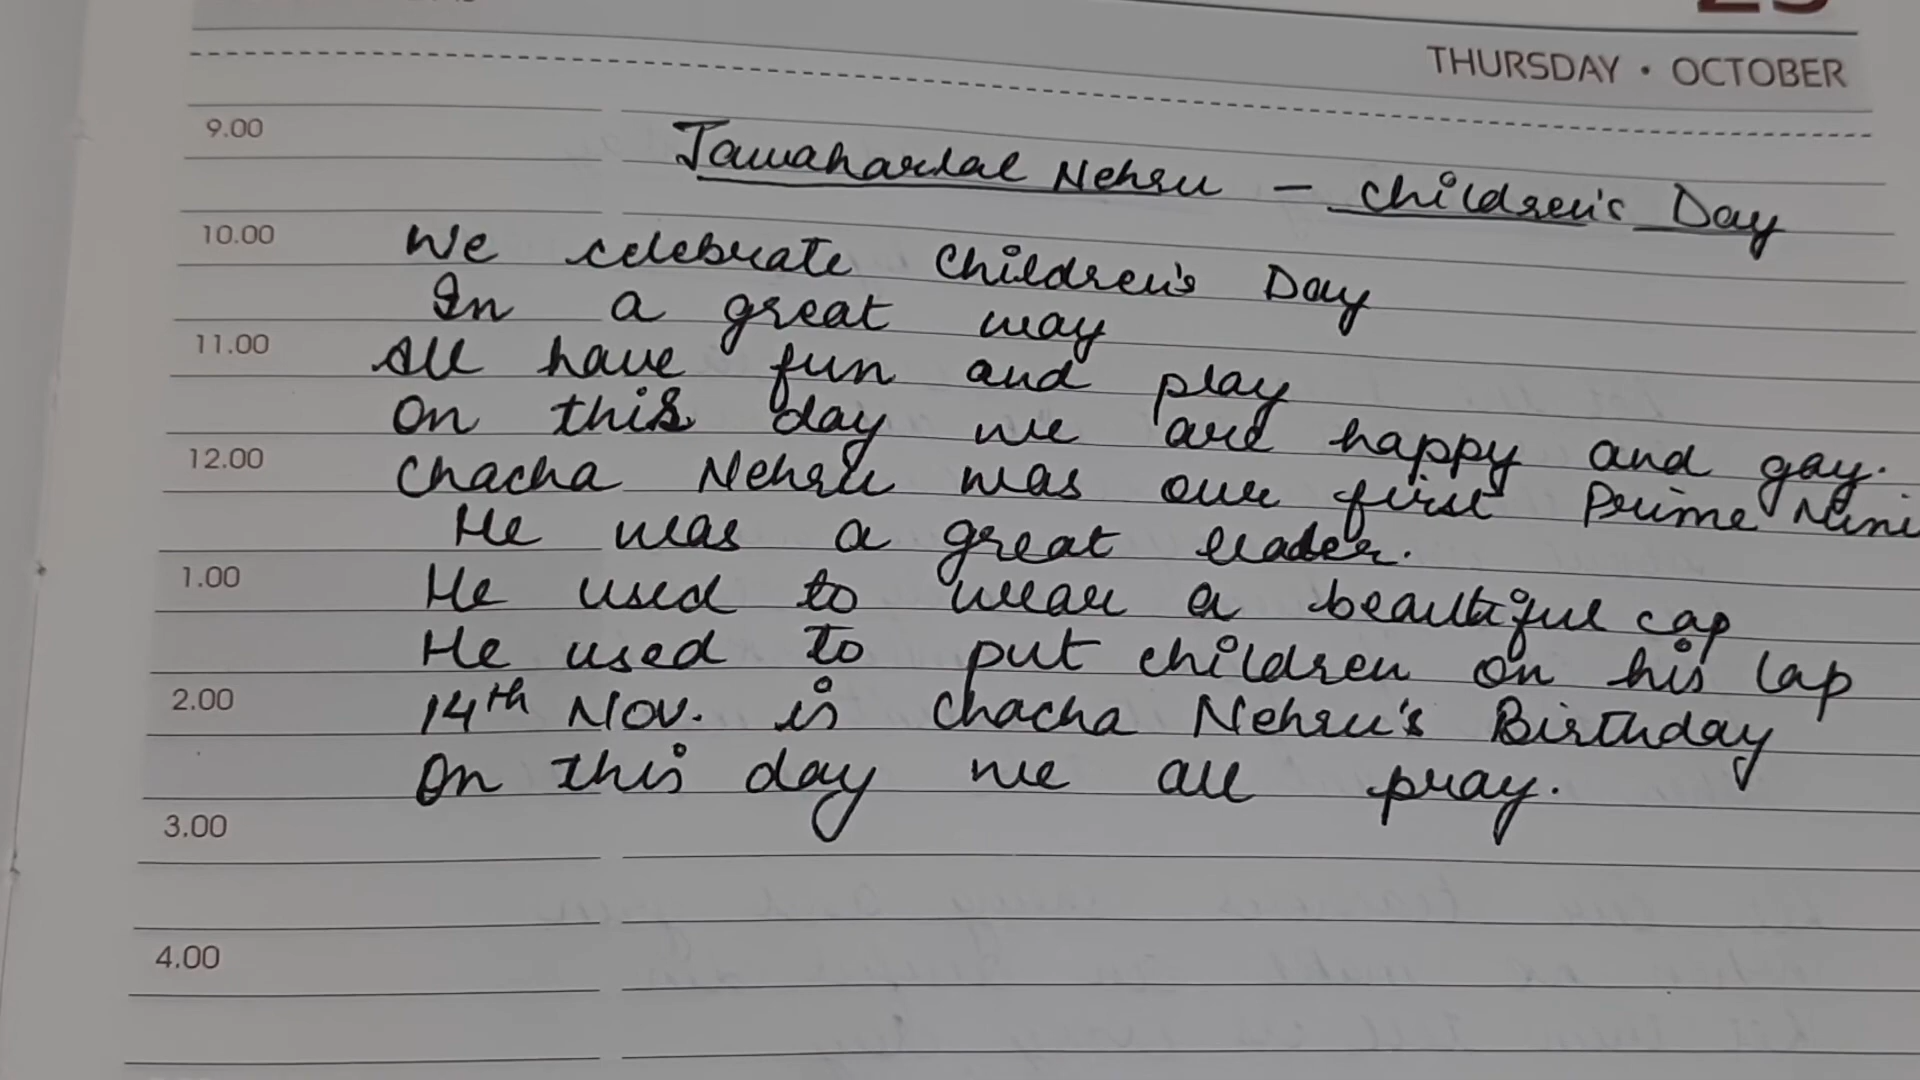 THURSDAY • OCTOBER
9.00
Jawaharlal Nehru – Children's Day
10.00
We celebrate Children's Day
In a great way
11.00
All have fun and play
On this day we are happy and gay.
12.00
Chacha Nehru was our first Prime Mini
He was a great leader.
1.00
He used to wear a beautiful cap
He used to put children on his lap
2.00
14th Nov. is Chacha Nehru's Birthday
On this day we all pray.
3.00
4.00